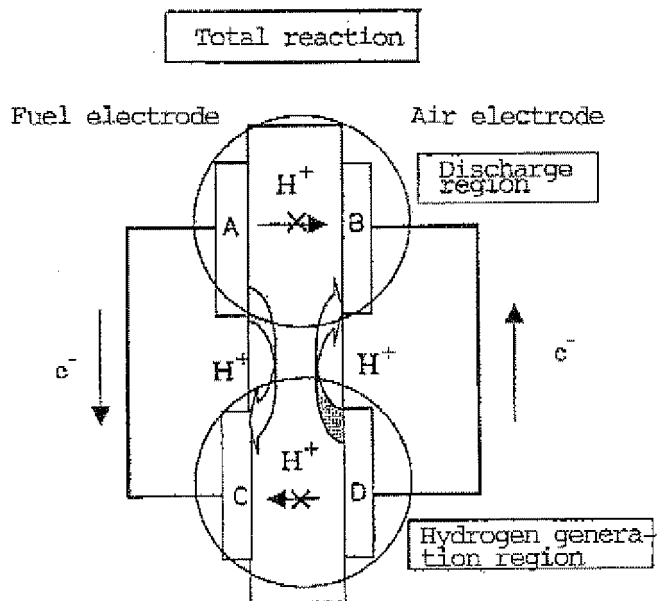 Total reaction
Fuel electrode
Air electrode
Discharge
region
H⁺
A
B
e⁻
H⁺
H⁺
e⁻
H⁺
C
D
Hydrogen genera-
tion region